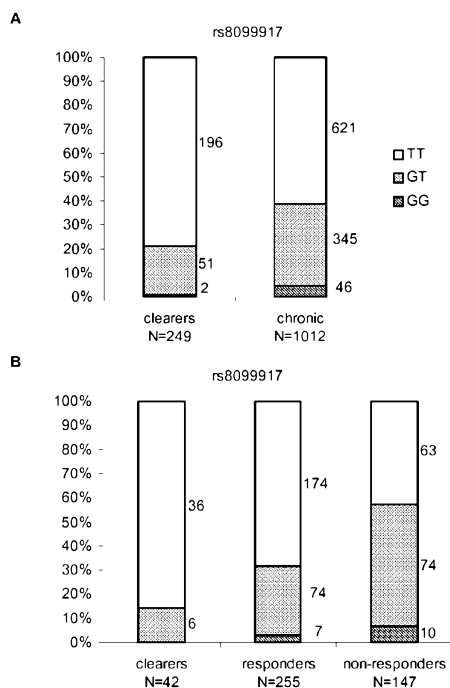 A
rs8099917
100%
90%
80%
70%
60%
50%
40%
30%
20%
10%
0%
196
51
2
621
345
46
TT
GT
GG
clearers
N=249
chronic
N=1012
B
rs8099917
100%
90%
80%
70%
60%
50%
40%
30%
20%
10%
0%
36
6
174
74
7
63
74
10
clearers
N=42
responders
N=255
non-responders
N=147